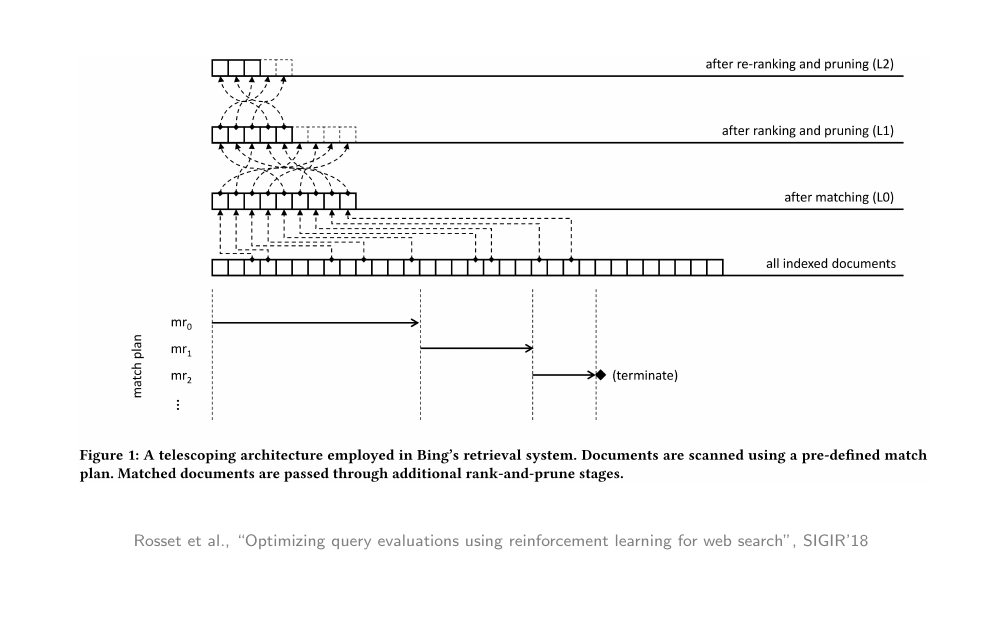 after re-ranking and pruning (L2)
after ranking and pruning (L1)
after matching (L0)
all indexed documents
match plan
mr0
mr1
mr2
(terminate)
⋮
Figure 1: A telescoping architecture employed in Bing's retrieval system. Documents are scanned using a pre-defined match
plan. Matched documents are passed through additional rank-and-prune stages.
Rosset et al., “Optimizing query evaluations using reinforcement learning for web search”, SIGIR'18